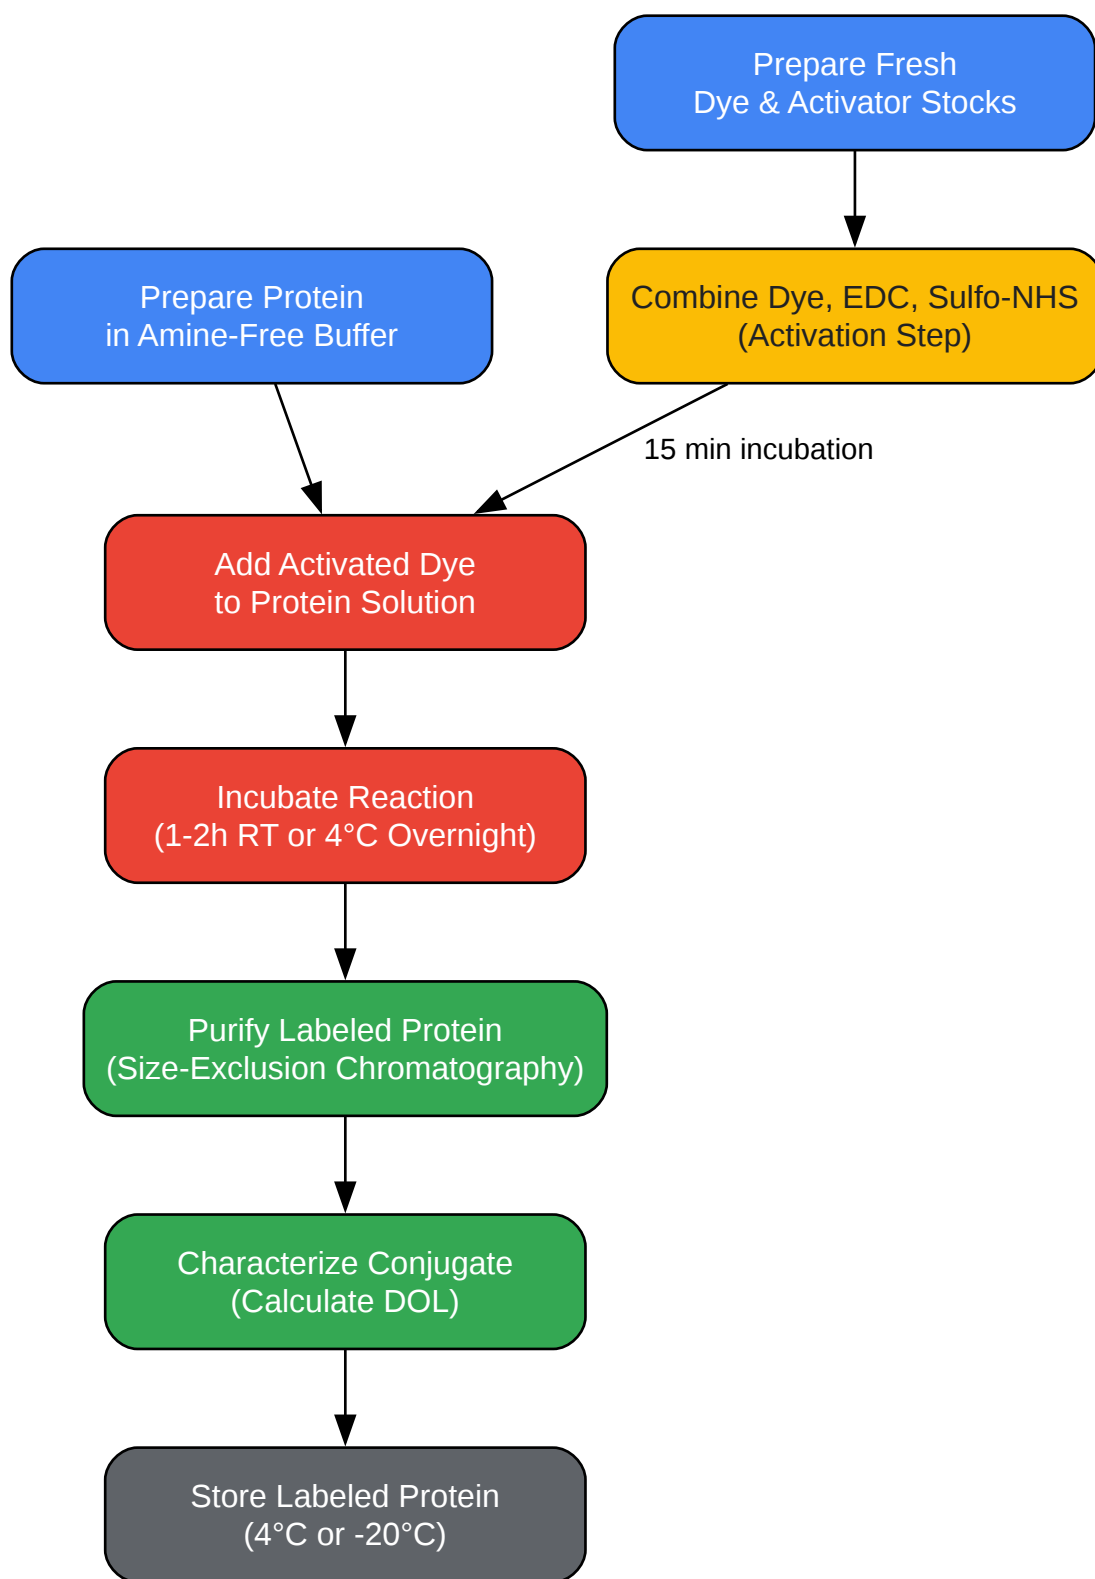 Prepare Fresh
Dye & Activator Stocks
Prepare Protein
in Amine-Free Buffer
Combine Dye, EDC, Sulfo-NHS
(Activation Step)
15 min incubation
Add Activated Dye
to Protein Solution
Incubate Reaction
(1-2h RT or 4°C Overnight)
Purify Labeled Protein
(Size-Exclusion Chromatography)
Characterize Conjugate
(Calculate DOL)
Store Labeled Protein
(4°C or -20°C)